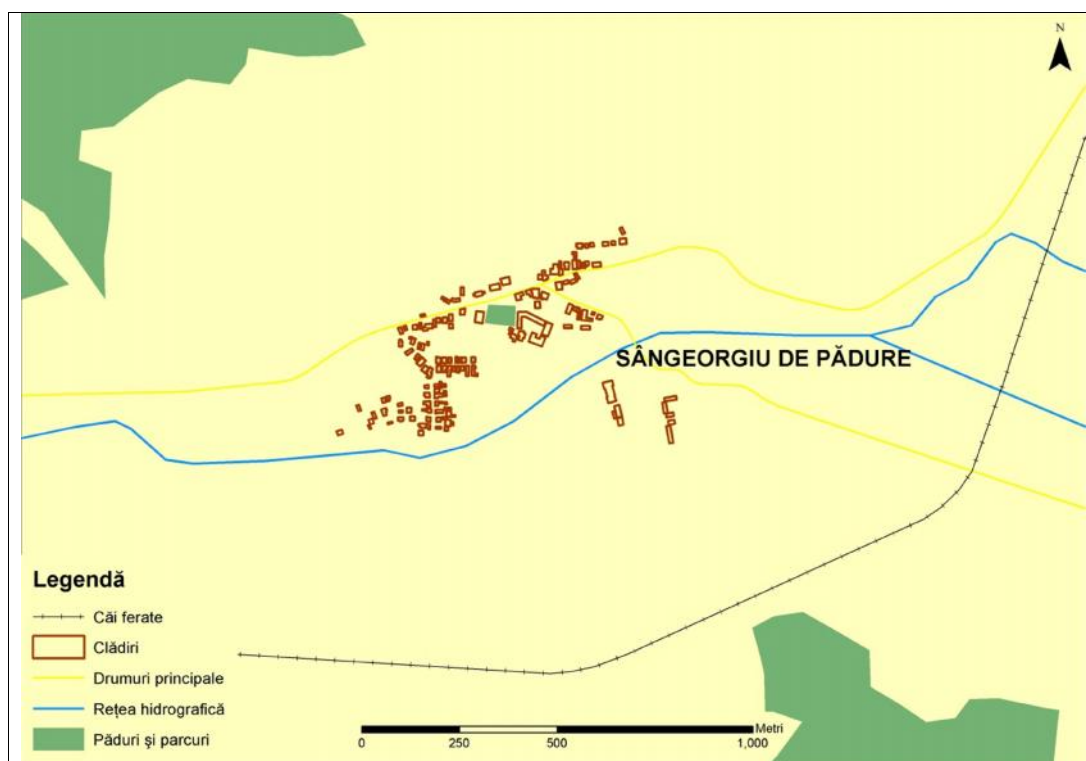 N
SÂNGEORGIU DE PĂDURE
Legendă
Căi ferate
Clădiri
Drumuri principale
Rețea hidrografică
Păduri și parcuri
Metri
0 250 500 1,000